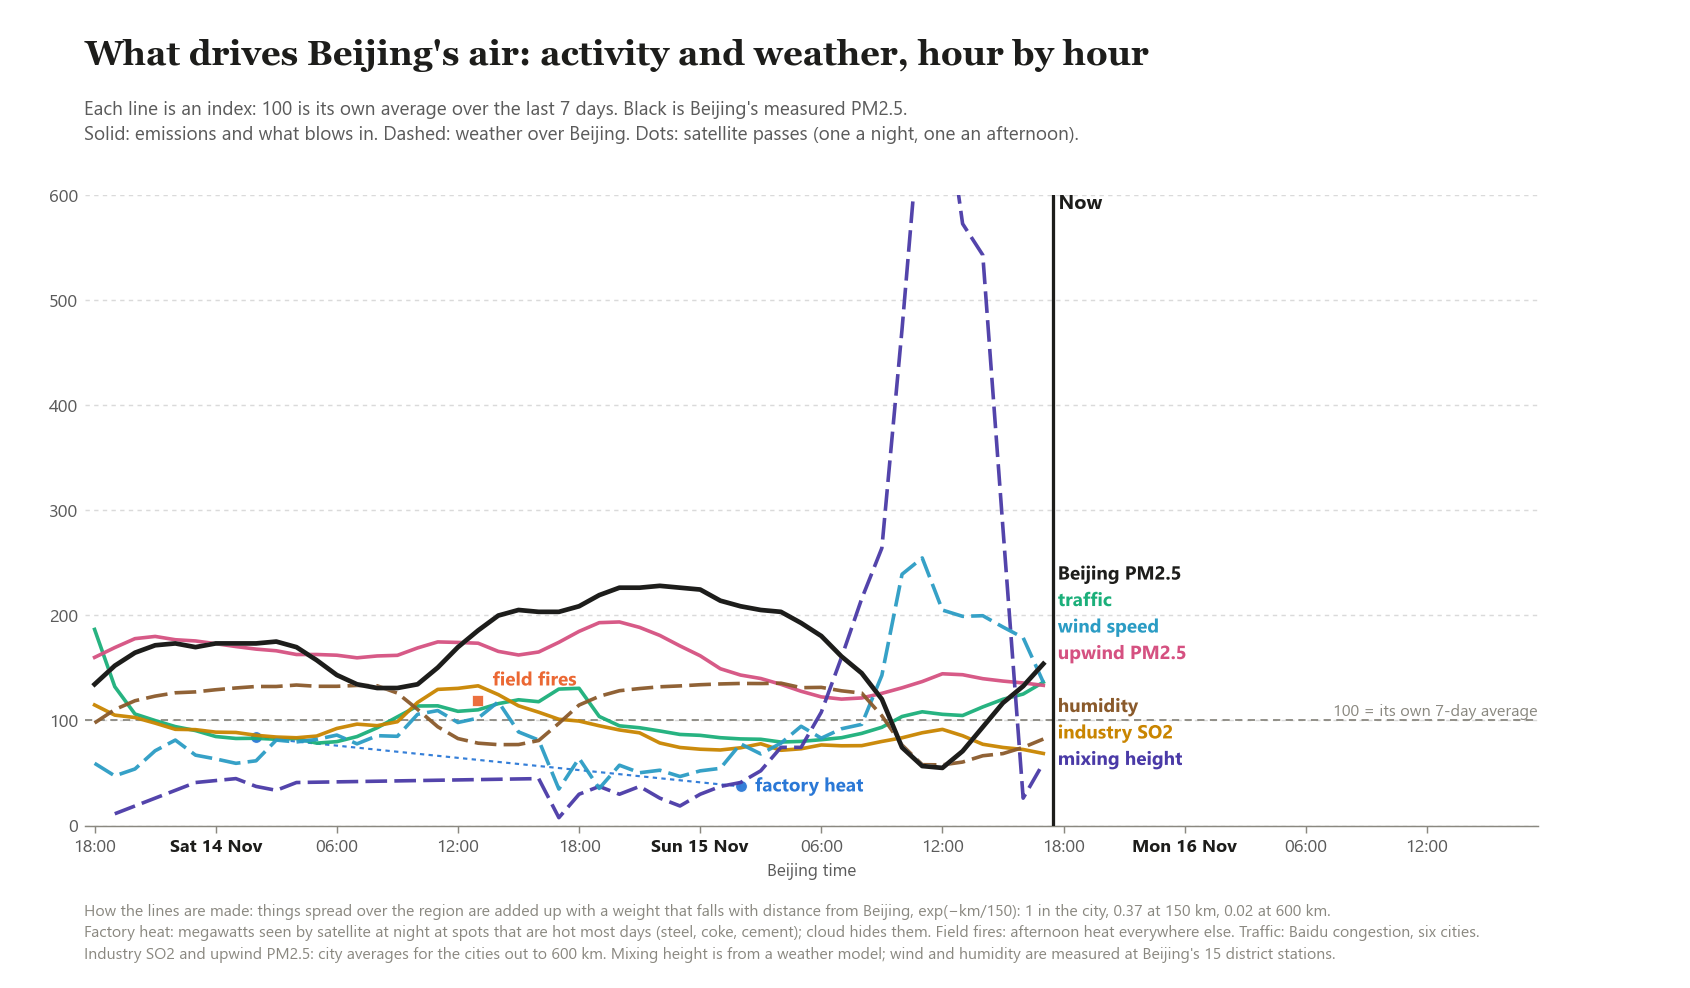 What drives Beijing's air: activity and weather, hour by hour
Each line is an index: 100 is its own average over the last 7 days. Black is Beijing's measured PM2.5.
Solid: emissions and what blows in. Dashed: weather over Beijing. Dots: satellite passes (one a night, one an afternoon).
600
Now
500
400
300
Beijing PM2.5
traffic
200
wind speed
upwind PM2.5
field fires
humidity
100 = its own 7-day average
100
industry SO2
mixing height
factory heat
0
18:00 Sat 14 Nov 06:00 12:00 18:00 Sun 15 Nov 06:00 12:00 18:00 Mon 16 Nov 06:00 12:00
Beijing time
How the lines are made: things spread over the region are added up with a weight that falls with distance from Beijing, exp(−km/150): 1 in the city, 0.37 at 150 km, 0.02 at 600 km.
Factory heat: megawatts seen by satellite at night at spots that are hot most days (steel, coke, cement); cloud hides them. Field fires: afternoon heat everywhere else. Traffic: Baidu congestion, six cities.
Industry SO2 and upwind PM2.5: city averages for the cities out to 600 km. Mixing height is from a weather model; wind and humidity are measured at Beijing's 15 district stations.